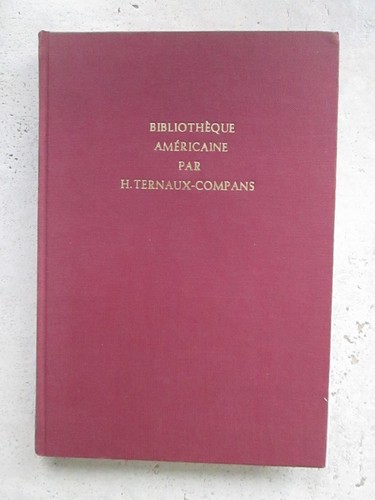 BIBLIOTHÈQUE
AMÉRICAINE
PAR
H. TERNAUX-COMPANS